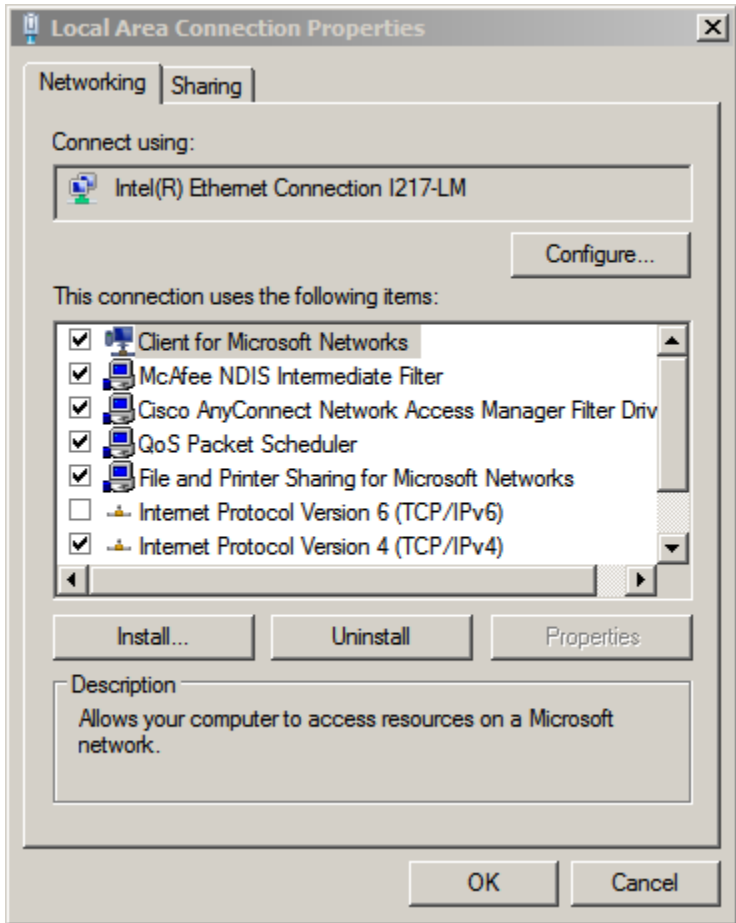 Local Area Connection Properties
Networking
Sharing
Connect using:
Intel(R) Ethernet Connection I217-LM
Configure...
This connection uses the following items:
Client for Microsoft Networks
McAfee NDIS Intermediate Filter
Cisco AnyConnect Network Access Manager Filter Driv
QoS Packet Scheduler
File and Printer Sharing for Microsoft Networks
Internet Protocol Version 6 (TCP/IPv6)
Internet Protocol Version 4 (TCP/IPv4)
Install...
Uninstall
Properties
Description
Allows your computer to access resources on a Microsoft
network.
OK
Cancel